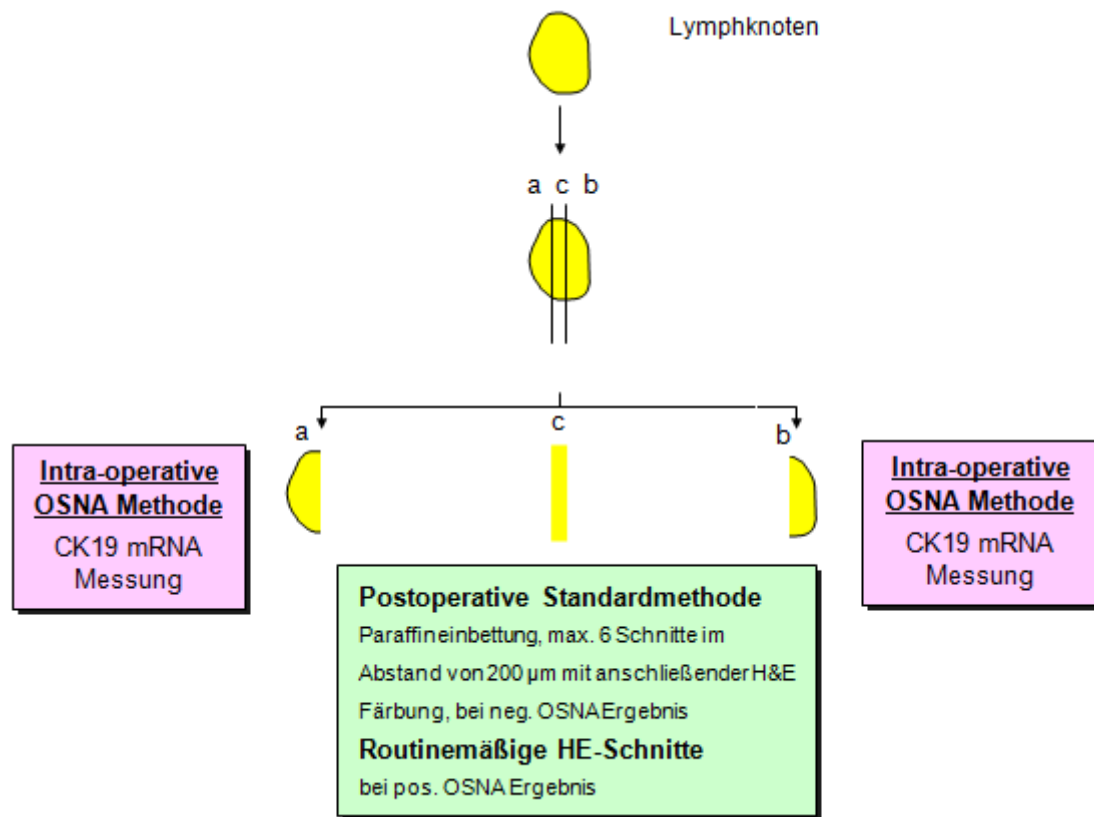 Lymphknoten
a c b
a
c
b
Intra-operative
OSNA Methode
CK19 mRNA
Messung
Intra-operative
OSNA Methode
CK19 mRNA
Messung
Postoperative Standardmethode
Paraffineinbettung, max. 6 Schnitte im
Abstand von 200 µm mit anschließender H&E
Färbung, bei neg. OSNA Ergebnis
Routinemäßige HE-Schnitte
bei pos. OSNA Ergebnis